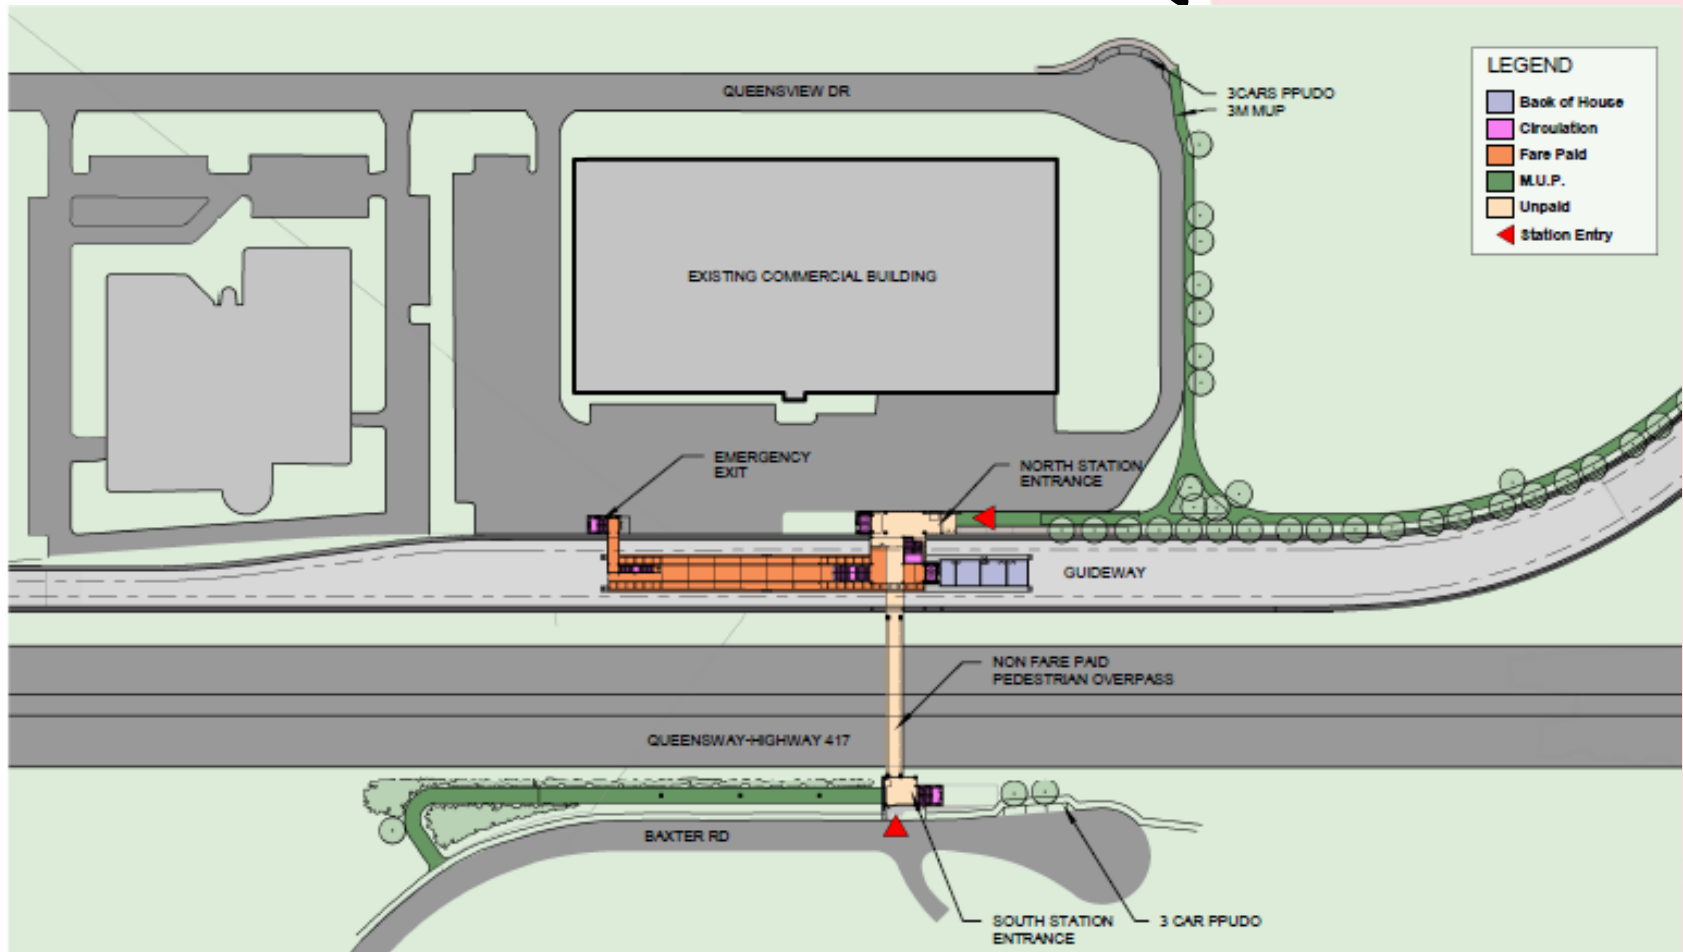 QUEENSVIEW DR
3CARS PPUDO
3M MUP
LEGEND
Back of House
Circulation
Fare Paid
M.U.P.
Unpaid
Station Entry
EXISTING COMMERCIAL BUILDING
EMERGENCY
EXIT
NORTH STATION
ENTRANCE
GUIDEWAY
NON FARE PAID
PEDESTRIAN OVERPASS
QUEENSWAY-HIGHWAY 417
BAXTER RD
SOUTH STATION
ENTRANCE
3 CAR PPUDO